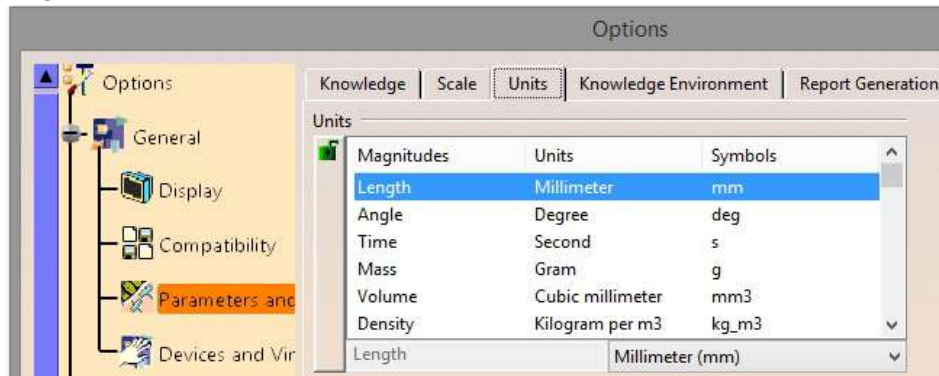 Options
Options
General
Display
Compatibility
Parameters and
Devices and Vir
Knowledge Scale Units Knowledge Environment Report Generation
Units
Magnitudes Units Symbols
Length Millimeter mm
Angle Degree deg
Time Second s
Mass Gram g
Volume Cubic millimeter mm3
Density Kilogram per m3 kg_m3
Length Millimeter (mm)